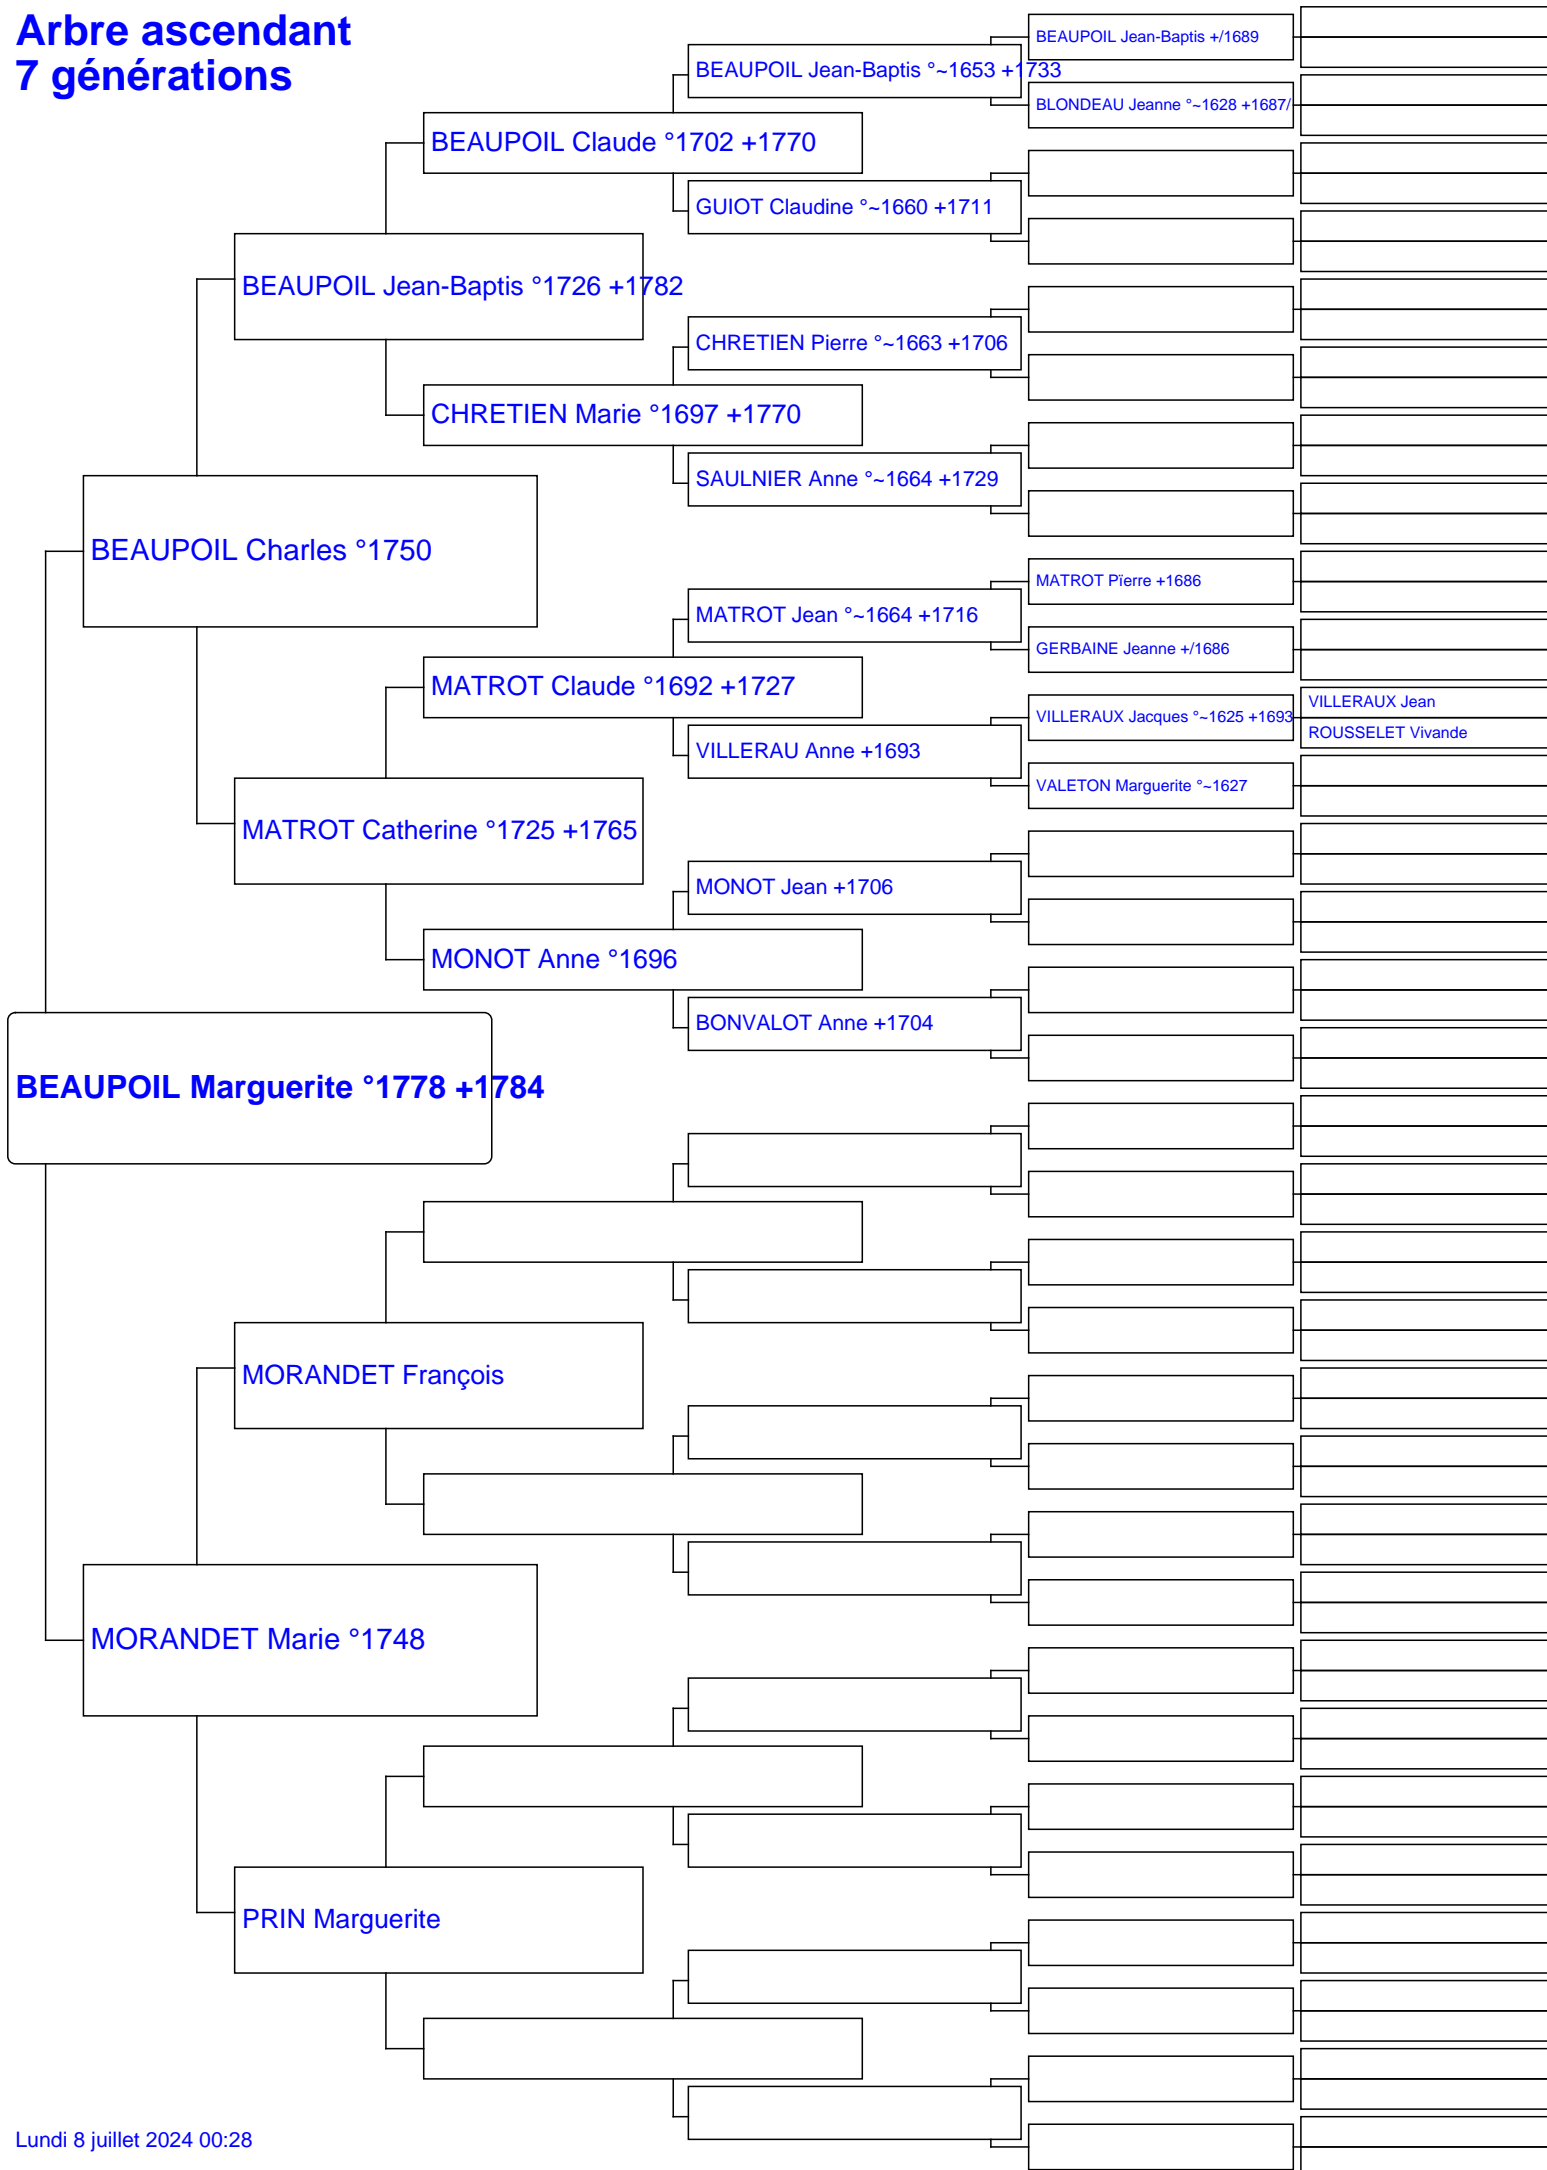 Arbre ascendant
7 générations
BEAUPOIL Jean-Baptis +/1689
BEAUPOIL Jean-Baptis °~1653 +1733
BLONDEAU Jeanne °~1628 +1687/
BEAUPOIL Claude °1702 +1770
GUIOT Claudine °~1660 +1711
BEAUPOIL Jean-Baptis °1726 +1782
CHRETIEN Pierre °~1663 +1706
CHRETIEN Marie °1697 +1770
SAULNIER Anne °~1664 +1729
BEAUPOIL Charles °1750
MATROT Pïerre +1686
MATROT Jean °~1664 +1716
GERBAINE Jeanne +/1686
MATROT Claude °1692 +1727
VILLERAUX Jean
VILLERAUX Jacques °~1625 +1693
ROUSSELET Vivande
VILLERAU Anne +1693
VALETON Marguerite °~1627
MATROT Catherine °1725 +1765
MONOT Jean +1706
MONOT Anne °1696
BONVALOT Anne +1704
BEAUPOIL Marguerite °1778 +1784
MORANDET François
MORANDET Marie °1748
PRIN Marguerite
Lundi 8 juillet 2024 00:28